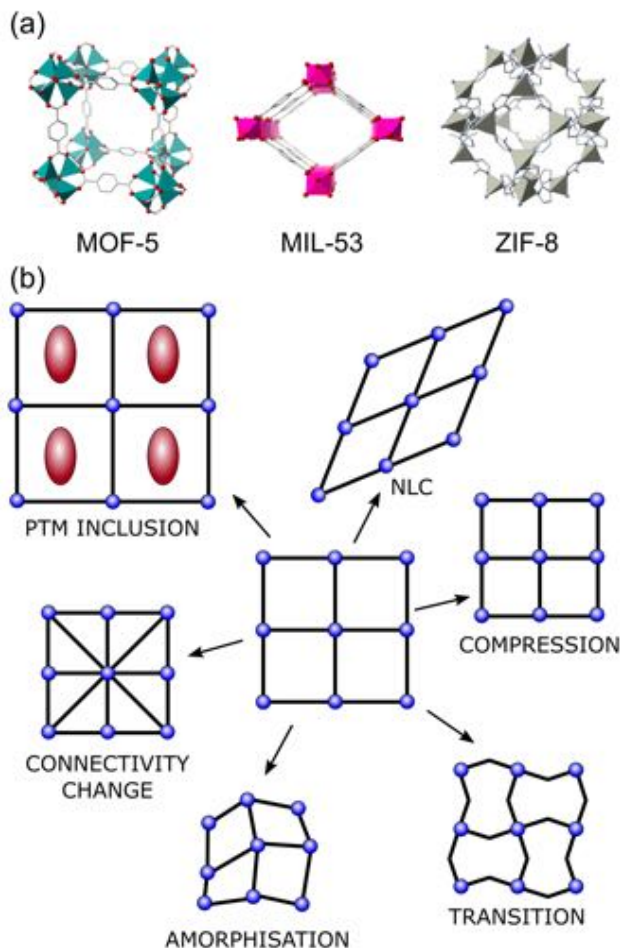 (a)
MOF-5
MIL-53
ZIF-8
(b)
PTM INCLUSION
NLC
COMPRESSION
CONNECTIVITY
CHANGE
AMORPHISATION
TRANSITION